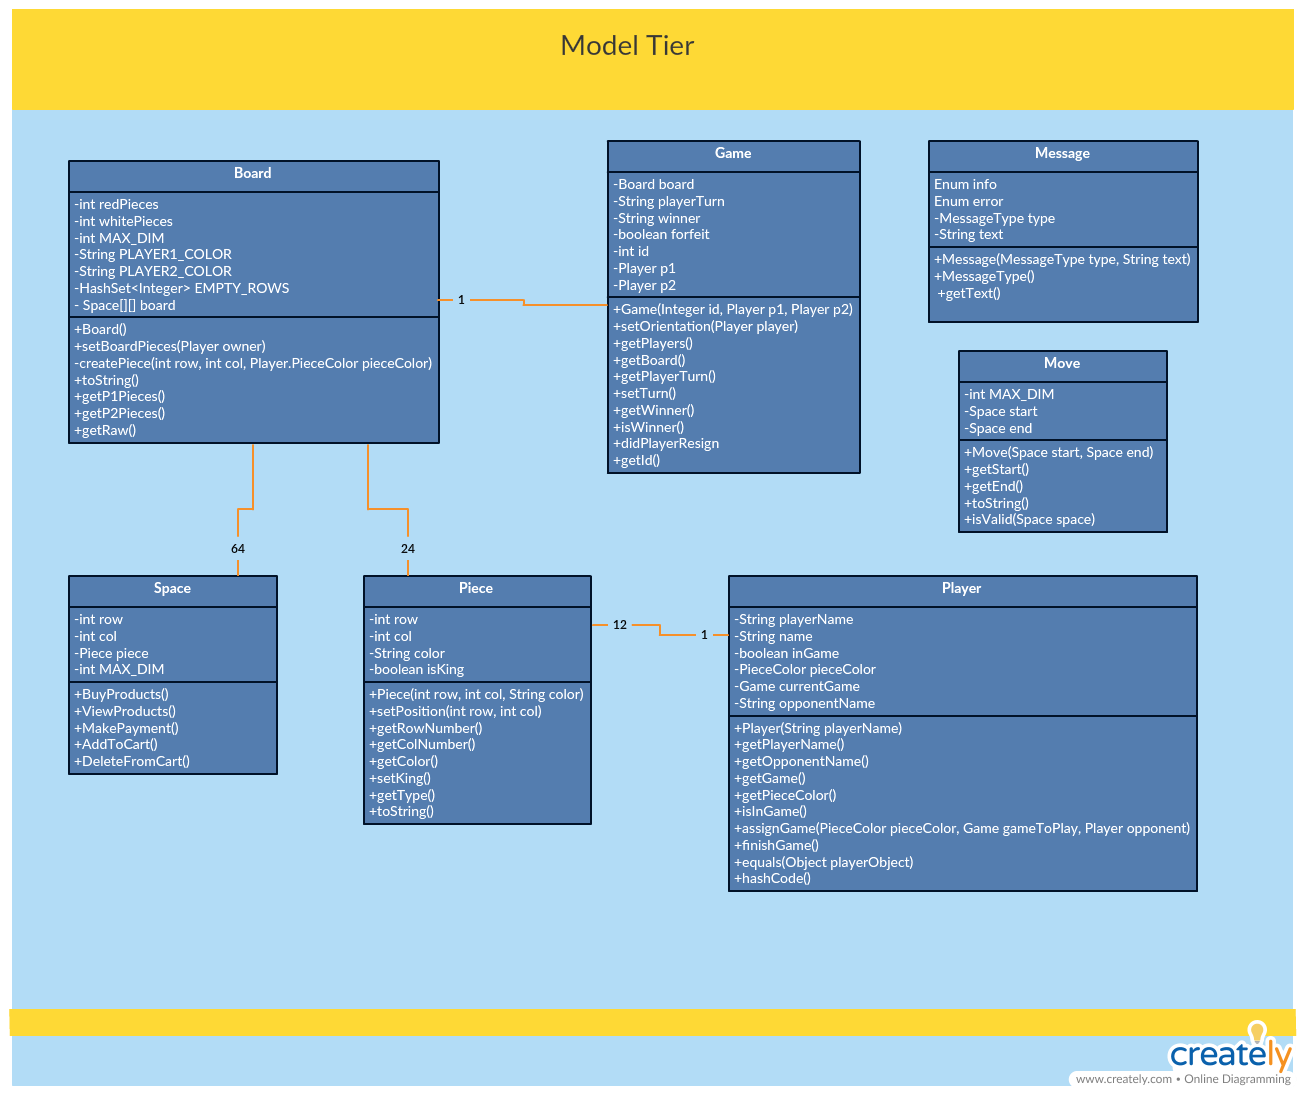 Model Tier
Board
-int redPieces
-int whitePieces
-int MAX_DIM
-String PLAYER1_COLOR
-String PLAYER2_COLOR
-HashSet<Integer> EMPTY_ROWS
- Space[][] board
+Board()
+setBoardPieces(Player owner)
-createPiece(int row, int col, Player.PieceColor pieceColor)
+toString()
+getP1Pieces()
+getP2Pieces()
+getRaw()
1
Game
-Board board
-String playerTurn
-String winner
-boolean forfeit
-int id
-Player p1
-Player p2
+Game(Integer id, Player p1, Player p2)
+setOrientation(Player player)
+getPlayers()
+getBoard()
+getPlayerTurn()
+setTurn()
+getWinner()
+isWinner()
+didPlayerResign
+getId()
Message
Enum info
Enum error
-MessageType type
-String text
+Message(MessageType type, String text)
+MessageType()
+getText()
Move
-int MAX_DIM
-Space start
-Space end
+Move(Space start, Space end)
+getStart()
+getEnd()
+toString()
+isValid(Space space)
64
24
Space
-int row
-int col
-Piece piece
-int MAX_DIM
+BuyProducts()
+ViewProducts()
+MakePayment()
+AddToCart()
+DeleteFromCart()
Piece
-int row
-int col
-String color
-boolean isKing
+Piece(int row, int col, String color)
+setPosition(int row, int col)
+getRowNumber()
+getColNumber()
+getColor()
+setKing()
+getType()
+toString()
12
1
Player
-String playerName
-String name
-boolean inGame
-PieceColor pieceColor
-Game currentGame
-String opponentName
+Player(String playerName)
+getPlayerName()
+getOpponentName()
+getGame()
+getPieceColor()
+isInGame()
+assignGame(PieceColor pieceColor, Game gameToPlay, Player opponent)
+finishGame()
+equals(Object playerObject)
+hashCode()
creately
www.creately.com • Online Diagramming